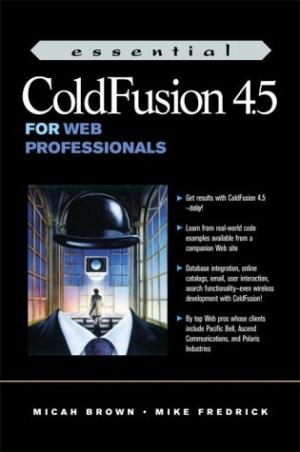 essential
ColdFusion 4.5
FOR WEB
PROFESSIONALS
Get results with ColdFusion 4.5
–today!
Learn from real-world code
examples available from a
companion Web site
Database integration, online
catalogs, email, user interaction,
search functionality–even wireless
development with ColdFusion!
By top Web pros whose clients
include Pacific Bell, Ascend
Communications, and Polaris
Industries
MICAH BROWN • MIKE FREDRICK